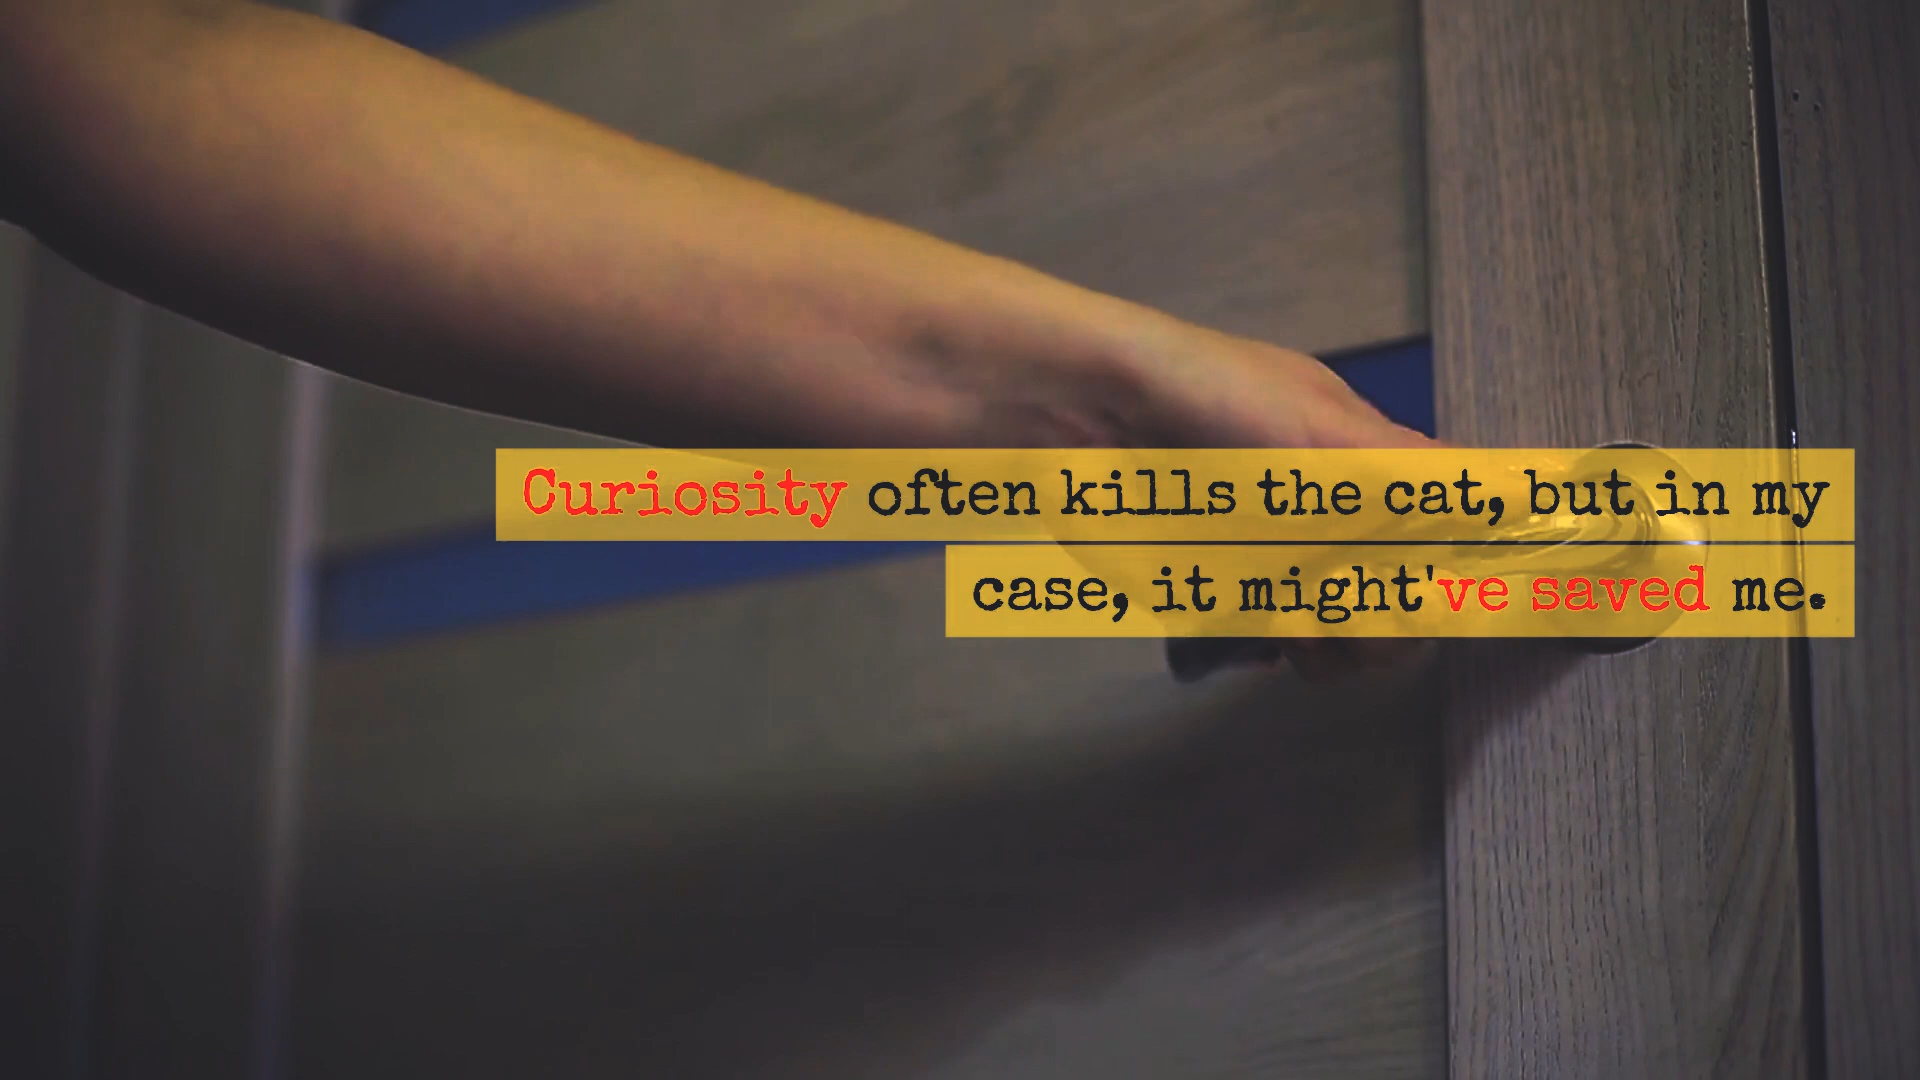 Curiosity often kills the cat, but in my
case, it might've saved me.